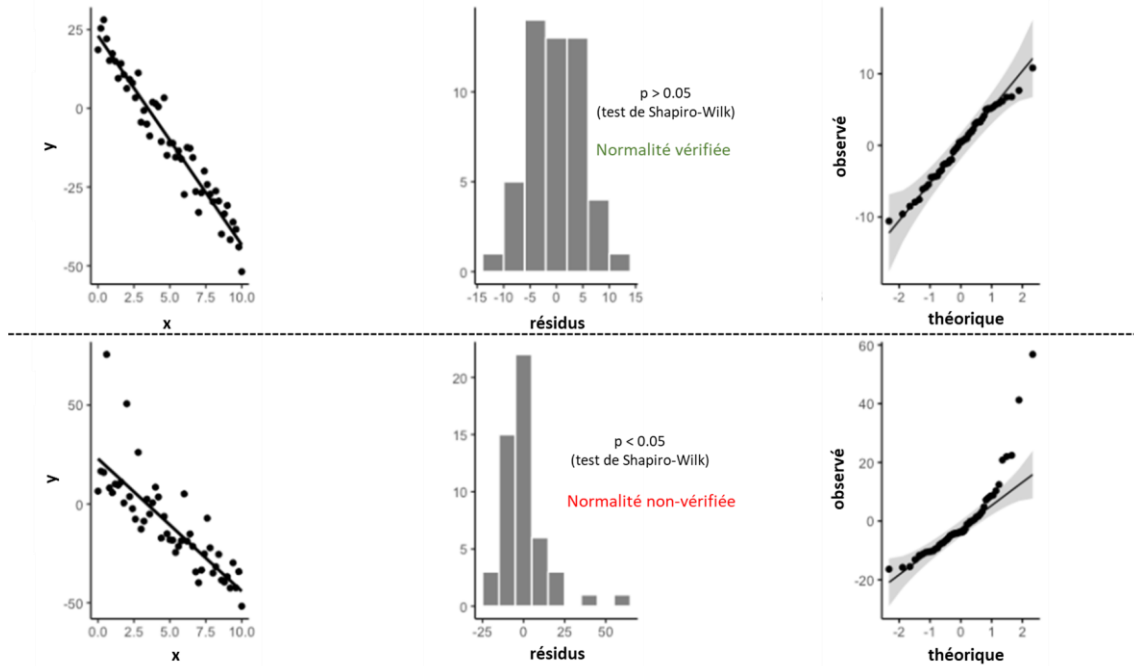 25
0
-25
-50
y
0.0 2.5 5.0 7.5 10.0
x
10
5
0
-15 -10 -5 0 5 10 15
résidus
p > 0.05
(test de Shapiro-Wilk)
Normalité vérifiée
observé
10
0
-10
-2 -1 0 1 2
théorique
50
0
-50
y
0.0 2.5 5.0 7.5 10.0
x
20
15
10
5
0
-25 0 25 50
résidus
p < 0.05
(test de Shapiro-Wilk)
Normalité non-vérifiée
observé
60
40
20
0
-20
-2 -1 0 1 2
théorique